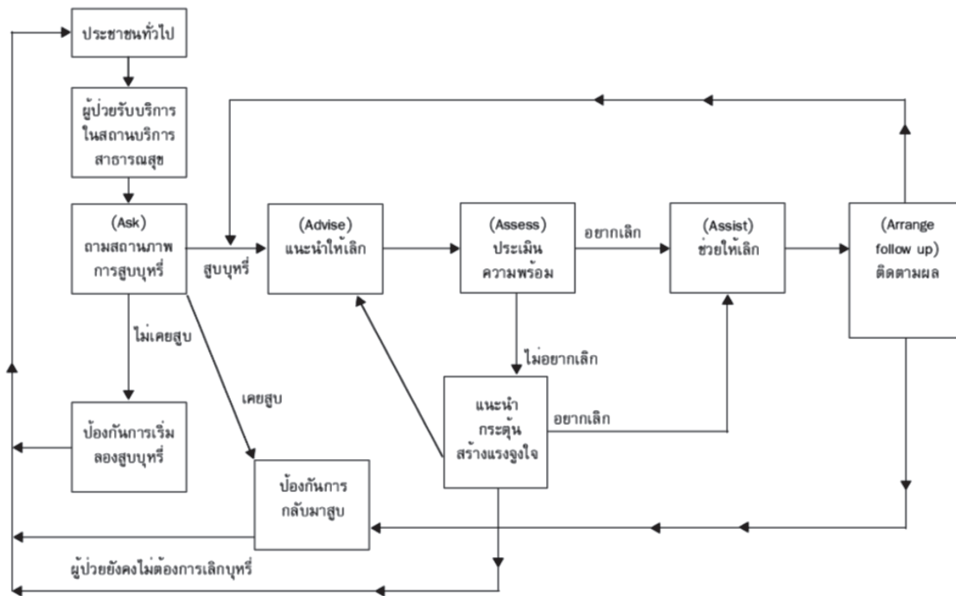 ประชาชนทั่วไป
ผู้ป่วยรับบริการ
ในสถานบริการ
สาธารณสุข
(Ask)
ถามสถานภาพ
การสูบบุหรี่
สูบบุหรี่
(Advise)
แนะนำให้เลิก
(Assess)
ประเมิน
ความพร้อม
อยากเลิก
(Assist)
ช่วยให้เลิก
(Arrange
follow up)
ติดตามผล
ไม่เคยสูบ
เคยสูบ
ไม่อยากเลิก
แนะนำ
กระตุ้น
สร้างแรงจูงใจ
อยากเลิก
ป้องกันการเริ่ม
ลองสูบบุหรี่
ป้องกันการ
กลับมาสูบ
ผู้ป่วยยังคงไม่ต้องการเลิกบุหรี่